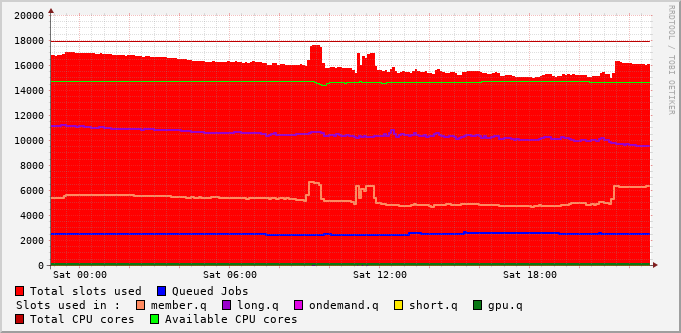 RRDTOOL / TOBI OETIKER
20000
18000
16000
14000
12000
10000
8000
6000
4000
2000
0
Sat 00:00 Sat 06:00 Sat 12:00 Sat 18:00
Total slots used Queued Jobs
Slots used in : member.q long.q ondemand.q short.q gpu.q
Total CPU cores Available CPU cores